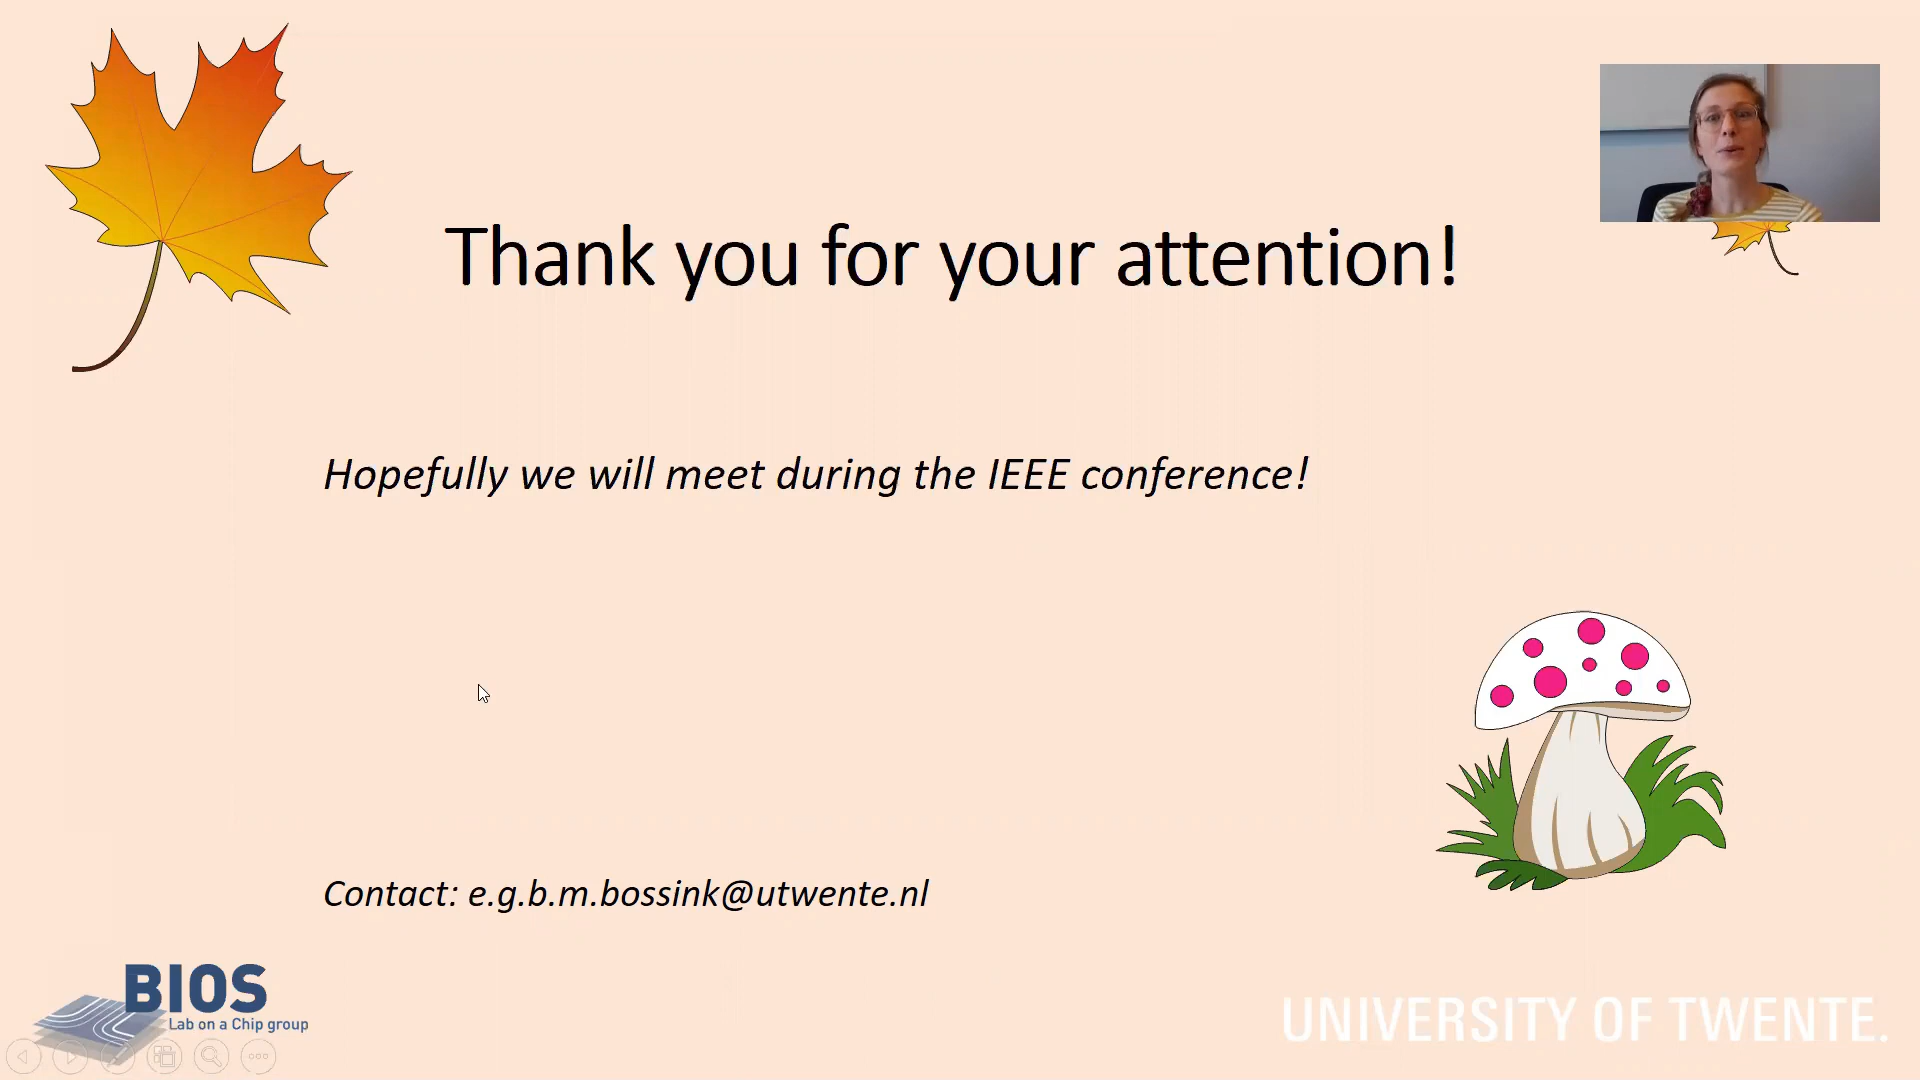 Thank you for your attention!
Hopefully we will meet during the IEEE conference!
Contact: e.g.b.m.bossink@utwente.nl
BIOS
Lab on a Chip group
UNIVERSITY OF TWENTE.